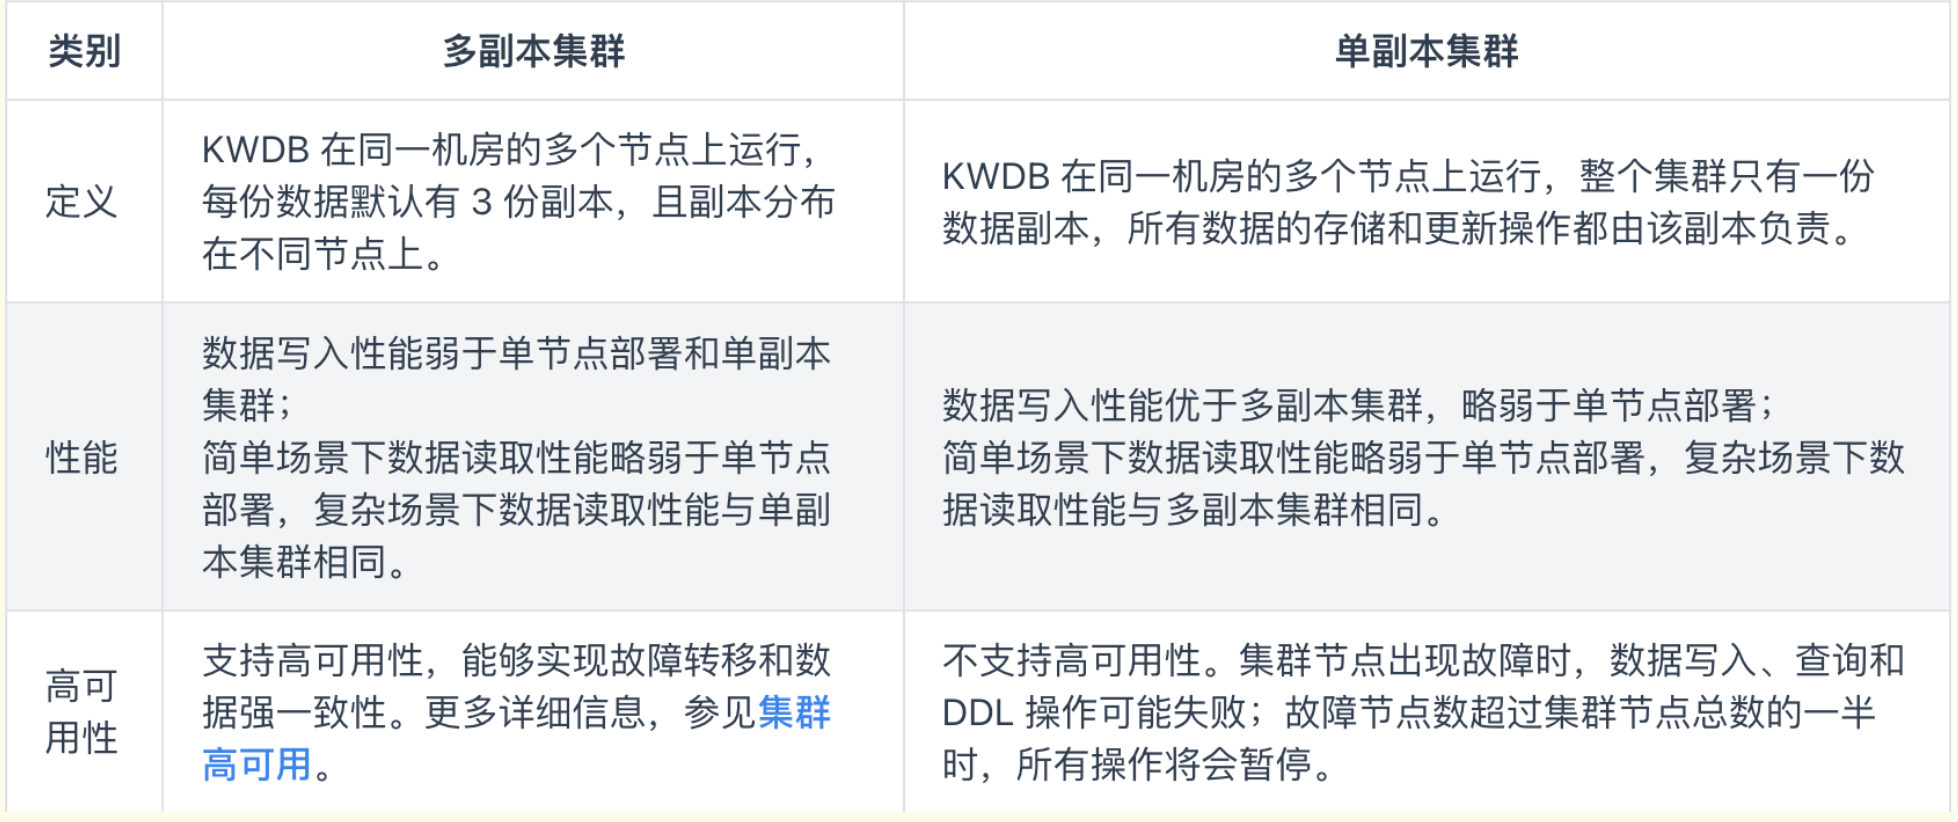 类别
多副本集群
单副本集群
定义
KWDB 在同一机房的多个节点上运行，
每份数据默认有 3 份副本，且副本分布
在不同节点上。
KWDB 在同一机房的多个节点上运行，整个集群只有一份
数据副本，所有数据的存储和更新操作都由该副本负责。
性能
数据写入性能弱于单节点部署和单副本
集群；
简单场景下数据读取性能略弱于单节点
部署，复杂场景下数据读取性能与单副
本集群相同。
数据写入性能优于多副本集群，略弱于单节点部署；
简单场景下数据读取性能略弱于单节点部署，复杂场景下数
据读取性能与多副本集群相同。
高可
用性
支持高可用性，能够实现故障转移和数
据强一致性。更多详细信息，参见集群
高可用。
不支持高可用性。集群节点出现故障时，数据写入、查询和
DDL 操作可能失败；故障节点数超过集群节点总数的一半
时，所有操作将会暂停。